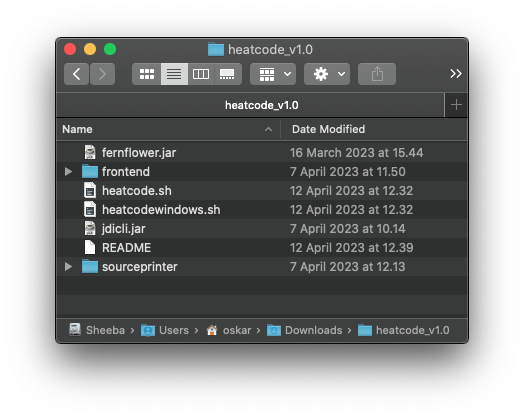 heatcode_v1.0
heatcode_v1.0
Name Date Modified
fernflower.jar 16 March 2023 at 15.44
frontend 7 April 2023 at 11.50
heatcode.sh 12 April 2023 at 12.32
heatcodewindows.sh 12 April 2023 at 12.32
jdicli.jar 7 April 2023 at 10.14
README 12 April 2023 at 12.39
sourceprinter 7 April 2023 at 12.13
Sheeba › Users › oskar › Downloads › heatcode_v1.0